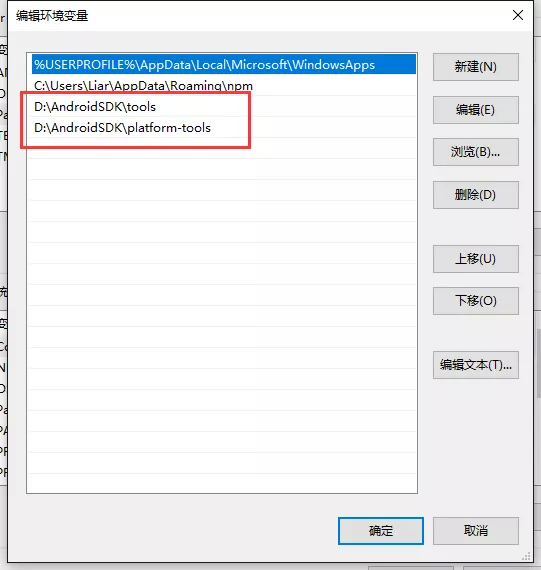 编辑环境变量
%USERPROFILE%\AppData\Local\Microsoft\WindowsApps
C:\Users\Liar\AppData\Roaming\npm
D:\AndroidSDK\tools
D:\AndroidSDK\platform-tools
新建(N)
编辑(E)
浏览(B)...
删除(D)
上移(U)
下移(O)
编辑文本(T)...
确定
取消